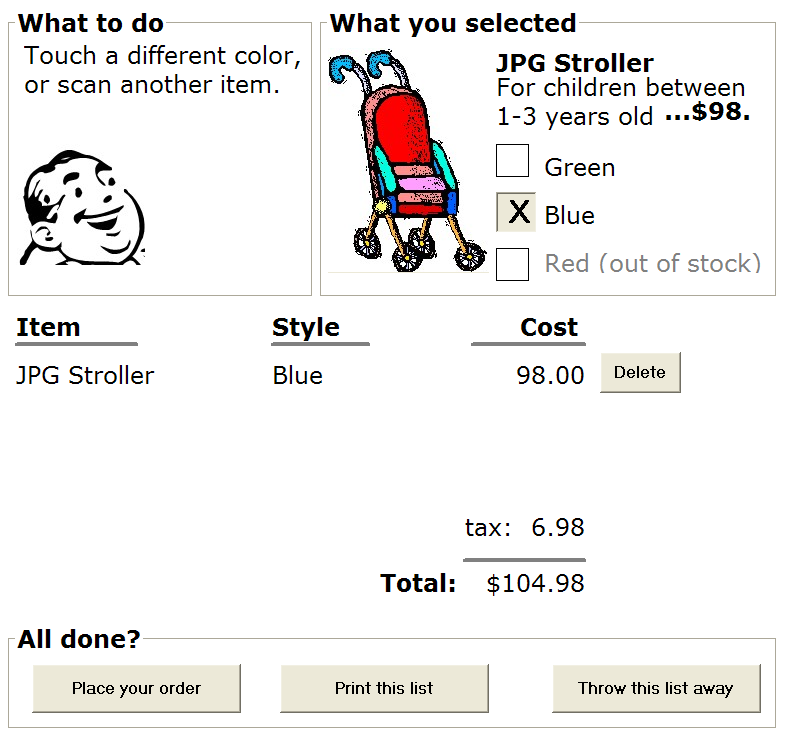 What to do
Touch a different color,
or scan another item.
What you selected
JPG Stroller
For children between
1-3 years old ...$98.
Green
X Blue
Red (out of stock)
Item Style Cost
JPG Stroller Blue 98.00 Delete
tax: 6.98
Total: $104.98
All done?
Place your order Print this list Throw this list away